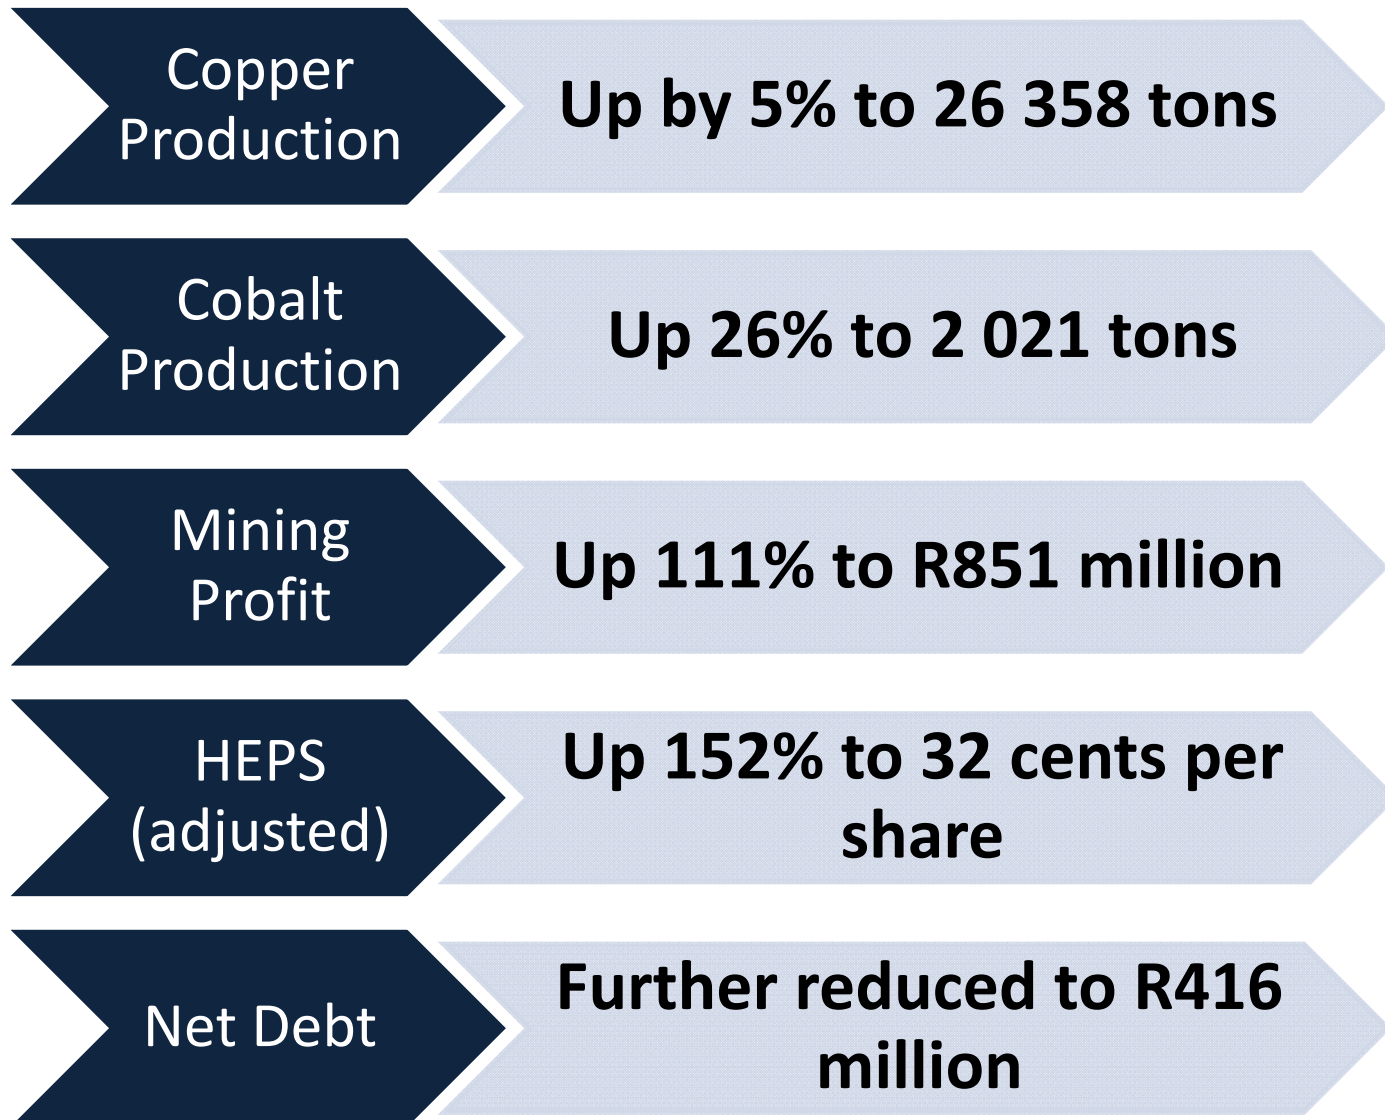 Copper
Production
Up by 5% to 26 358 tons
Cobalt
Production
Up 26% to 2 021 tons
Mining
Profit
Up 111% to R851 million
HEPS
(adjusted)
Up 152% to 32 cents per
share
Net Debt
Further reduced to R416
million